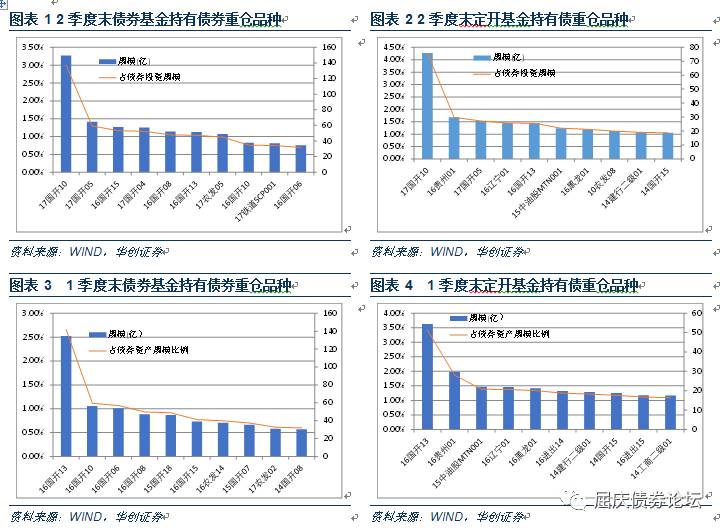 图表 1 2 季度末债券基金持有债券重仓品种
3.50%
3.00%
2.50%
2.00%
1.50%
1.00%
0.50%
0.00%
规模(亿)
占债券投资规模
160
140
120
100
80
60
40
20
0
17国开10
17国开05
16国开15
17国开04
16国开08
16国开13
17农发05
16国开10
17铁道SCP001
16国开06
资料来源：WIND，华创证券
图表 2 2 季度末定开基金持有债重仓品种
4.50%
4.00%
3.50%
3.00%
2.50%
2.00%
1.50%
1.00%
0.50%
0.00%
规模(亿)
占债券投资规模
80
70
60
50
40
30
20
10
0
17国开10
16贵州01
17国开05
16辽宁01
16国开13
15中油股MTN001
16黑龙01
10农发08
14建行二级01
14国开15
资料来源：WIND，华创证券
图表 3 1 季度末债券基金持有债券重仓品种
3.00%
2.50%
2.00%
1.50%
1.00%
0.50%
0.00%
规模(亿)
占债券资产规模比例
160
140
120
100
80
60
40
20
0
16国开13
16国开10
16国开06
16国开08
15国开18
16国开15
16农发14
15国开07
17农发02
14国开08
资料来源：WIND，华创证券
图表 4 1 季度末定开基金持有债重仓品种
4.00%
3.50%
3.00%
2.50%
2.00%
1.50%
1.00%
0.50%
0.00%
规模(亿)
占债券资产规模比例
60
50
40
30
20
10
0
16国开13
16贵州01
15中油股MTN001
16辽宁01
16黑龙01
16进出14
14建行二级01
14国开15
16进出15
14工商二级01
资料来源：WIND，华创证券
屈庆债券论坛